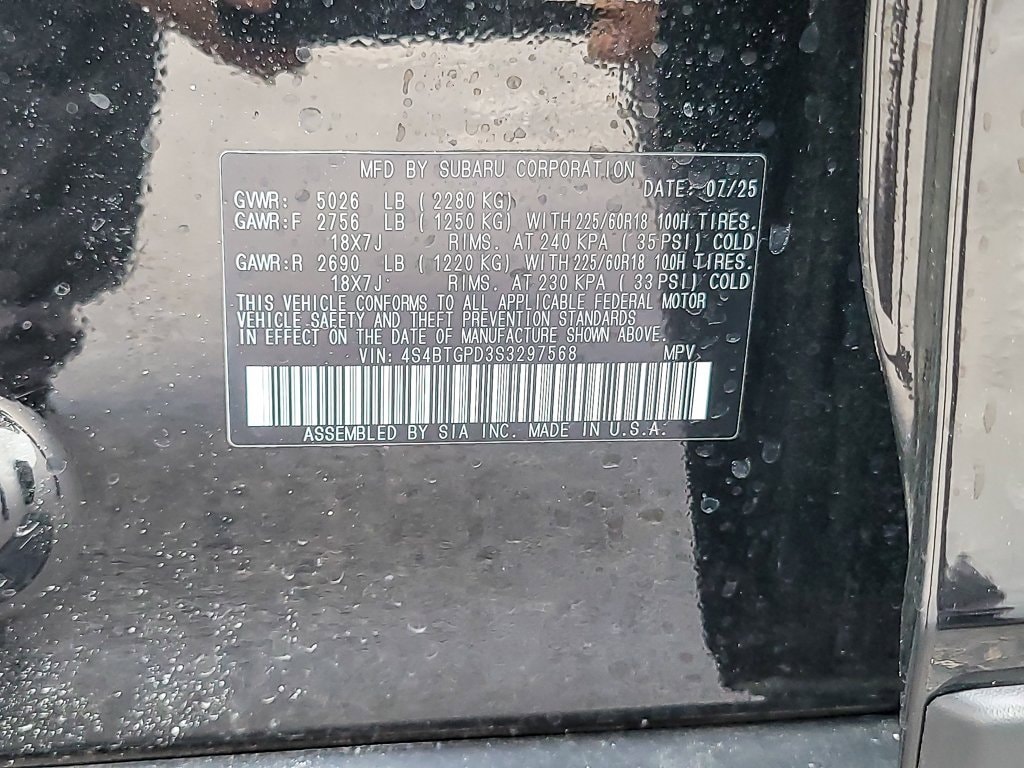 MFD BY SUBARU CORPORATION
DATE: 07/25
GVWR: 5026 LB ( 2280 KG)
GAWR:F 2756 LB ( 1250 KG) WITH 225/60R18 100H TIRES.
18X7J RIMS. AT 240 KPA ( 35 PSI) COLD
GAWR:R 2690 LB ( 1220 KG) WITH 225/60R18 100H TIRES.
18X7J RIMS. AT 230 KPA ( 33 PSI) COLD
THIS VEHICLE CONFORMS TO ALL APPLICABLE FEDERAL MOTOR
VEHICLE SAFETY AND THEFT PREVENTION STANDARDS
IN EFFECT ON THE DATE OF MANUFACTURE SHOWN ABOVE.
VIN: 4S4BTGPD3S3297568 MPV
ASSEMBLED BY SIA INC. MADE IN U.S.A.